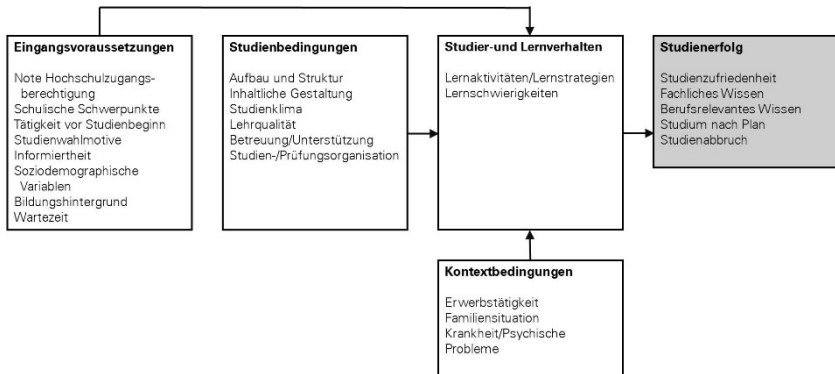 Eingangsvoraussetzungen
Note Hochschulzugangs-
berechtigung
Schulische Schwerpunkte
Tätigkeit vor Studienbeginn
Studienwahlmotive
Informiertheit
Soziodemographische
Variablen
Bildungshintergrund
Wartezeit
Studienbedingungen
Aufbau und Struktur
Inhaltliche Gestaltung
Studienklima
Lehrqualität
Betreuung/Unterstützung
Studien-/Prüfungsorganisation
Studier-und Lernverhalten
Lernaktivitäten/Lernstrategien
Lernschwierigkeiten
Studienerfolg
Studienzufriedenheit
Fachliches Wissen
Berufsrelevantes Wissen
Studium nach Plan
Studienabbruch
Kontextbedingungen
Erwerbstätigkeit
Familiensituation
Krankheit/Psychische
Probleme